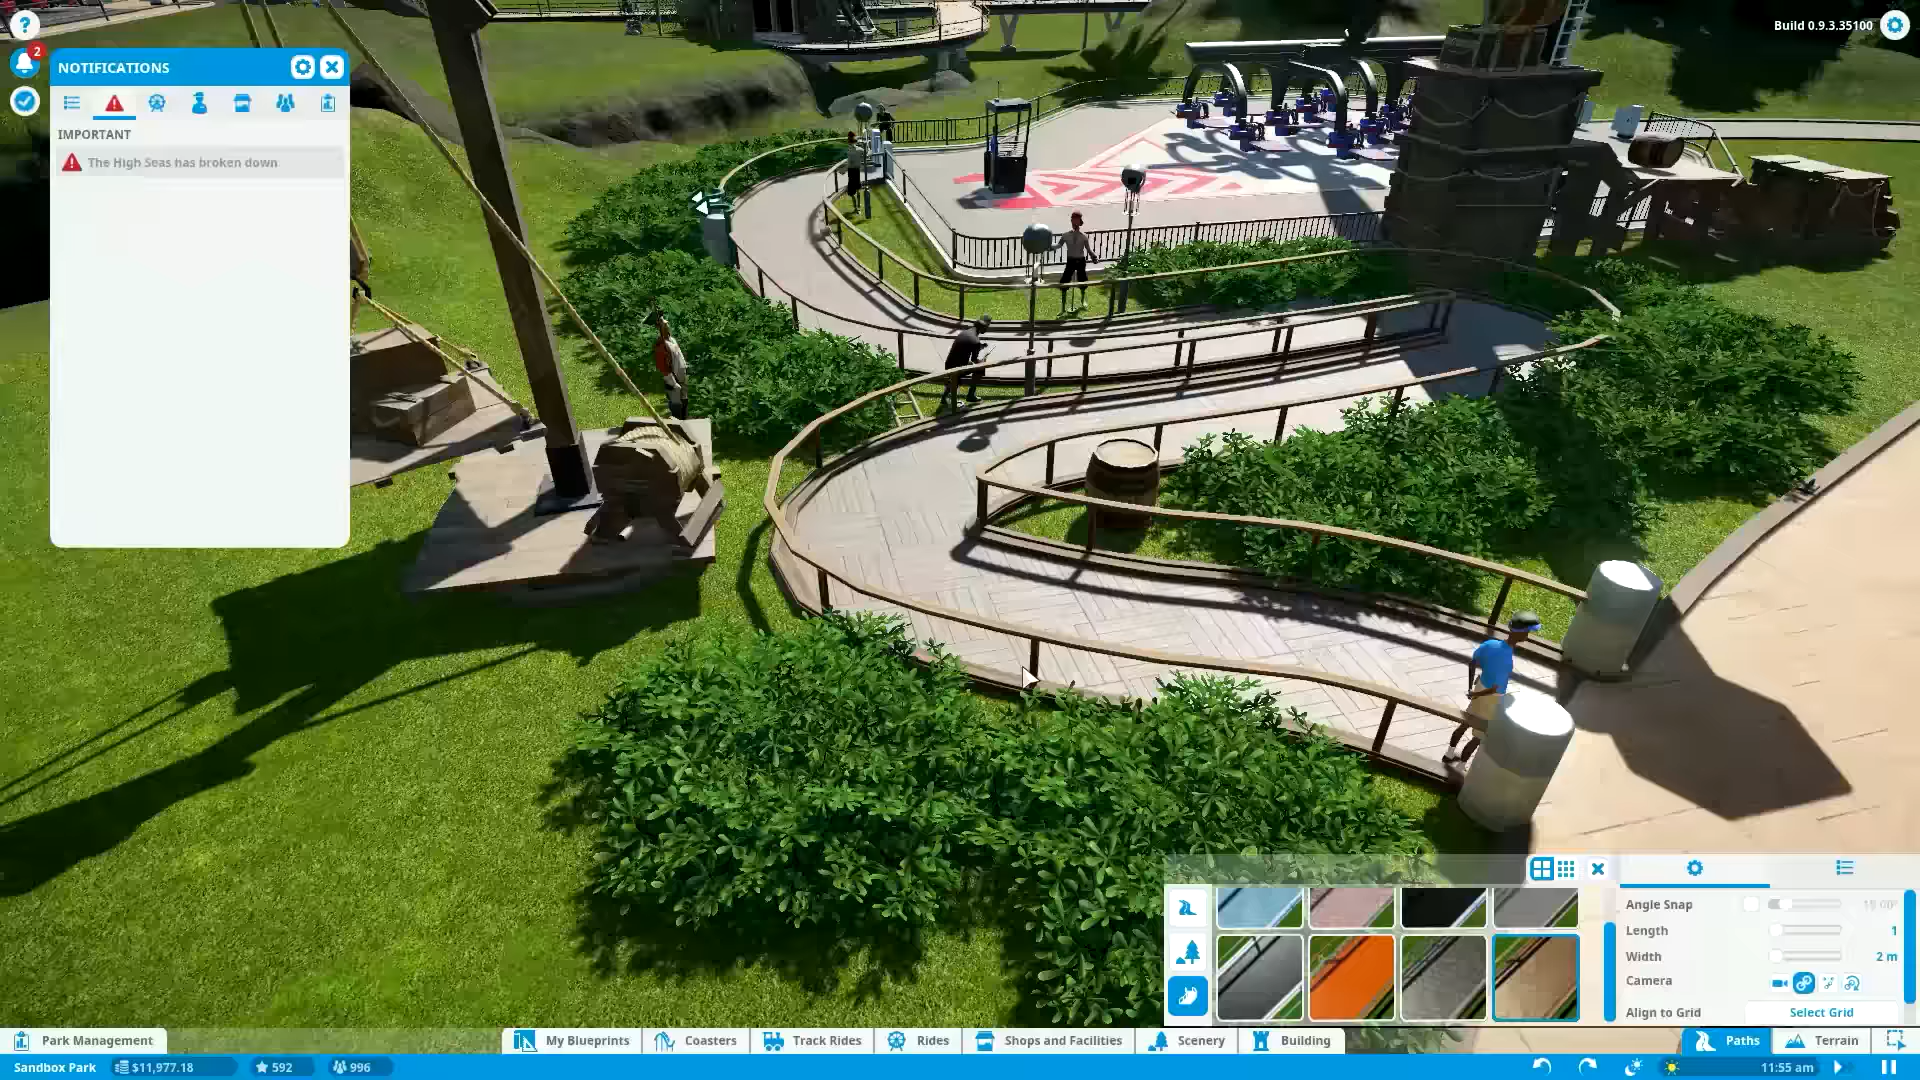 ?
Build 0.9.3.35100
2
NOTIFICATIONS
IMPORTANT
The High Seas has broken down
Angle Snap
Length 1
Width 2 m
Camera
Align to Grid Select Grid
Park Management
My Blueprints
Coasters
Track Rides
Rides
Shops and Facilities
Scenery
Building
Paths
Terrain
Sandbox Park
$11,977.18
592
996
11:55 am